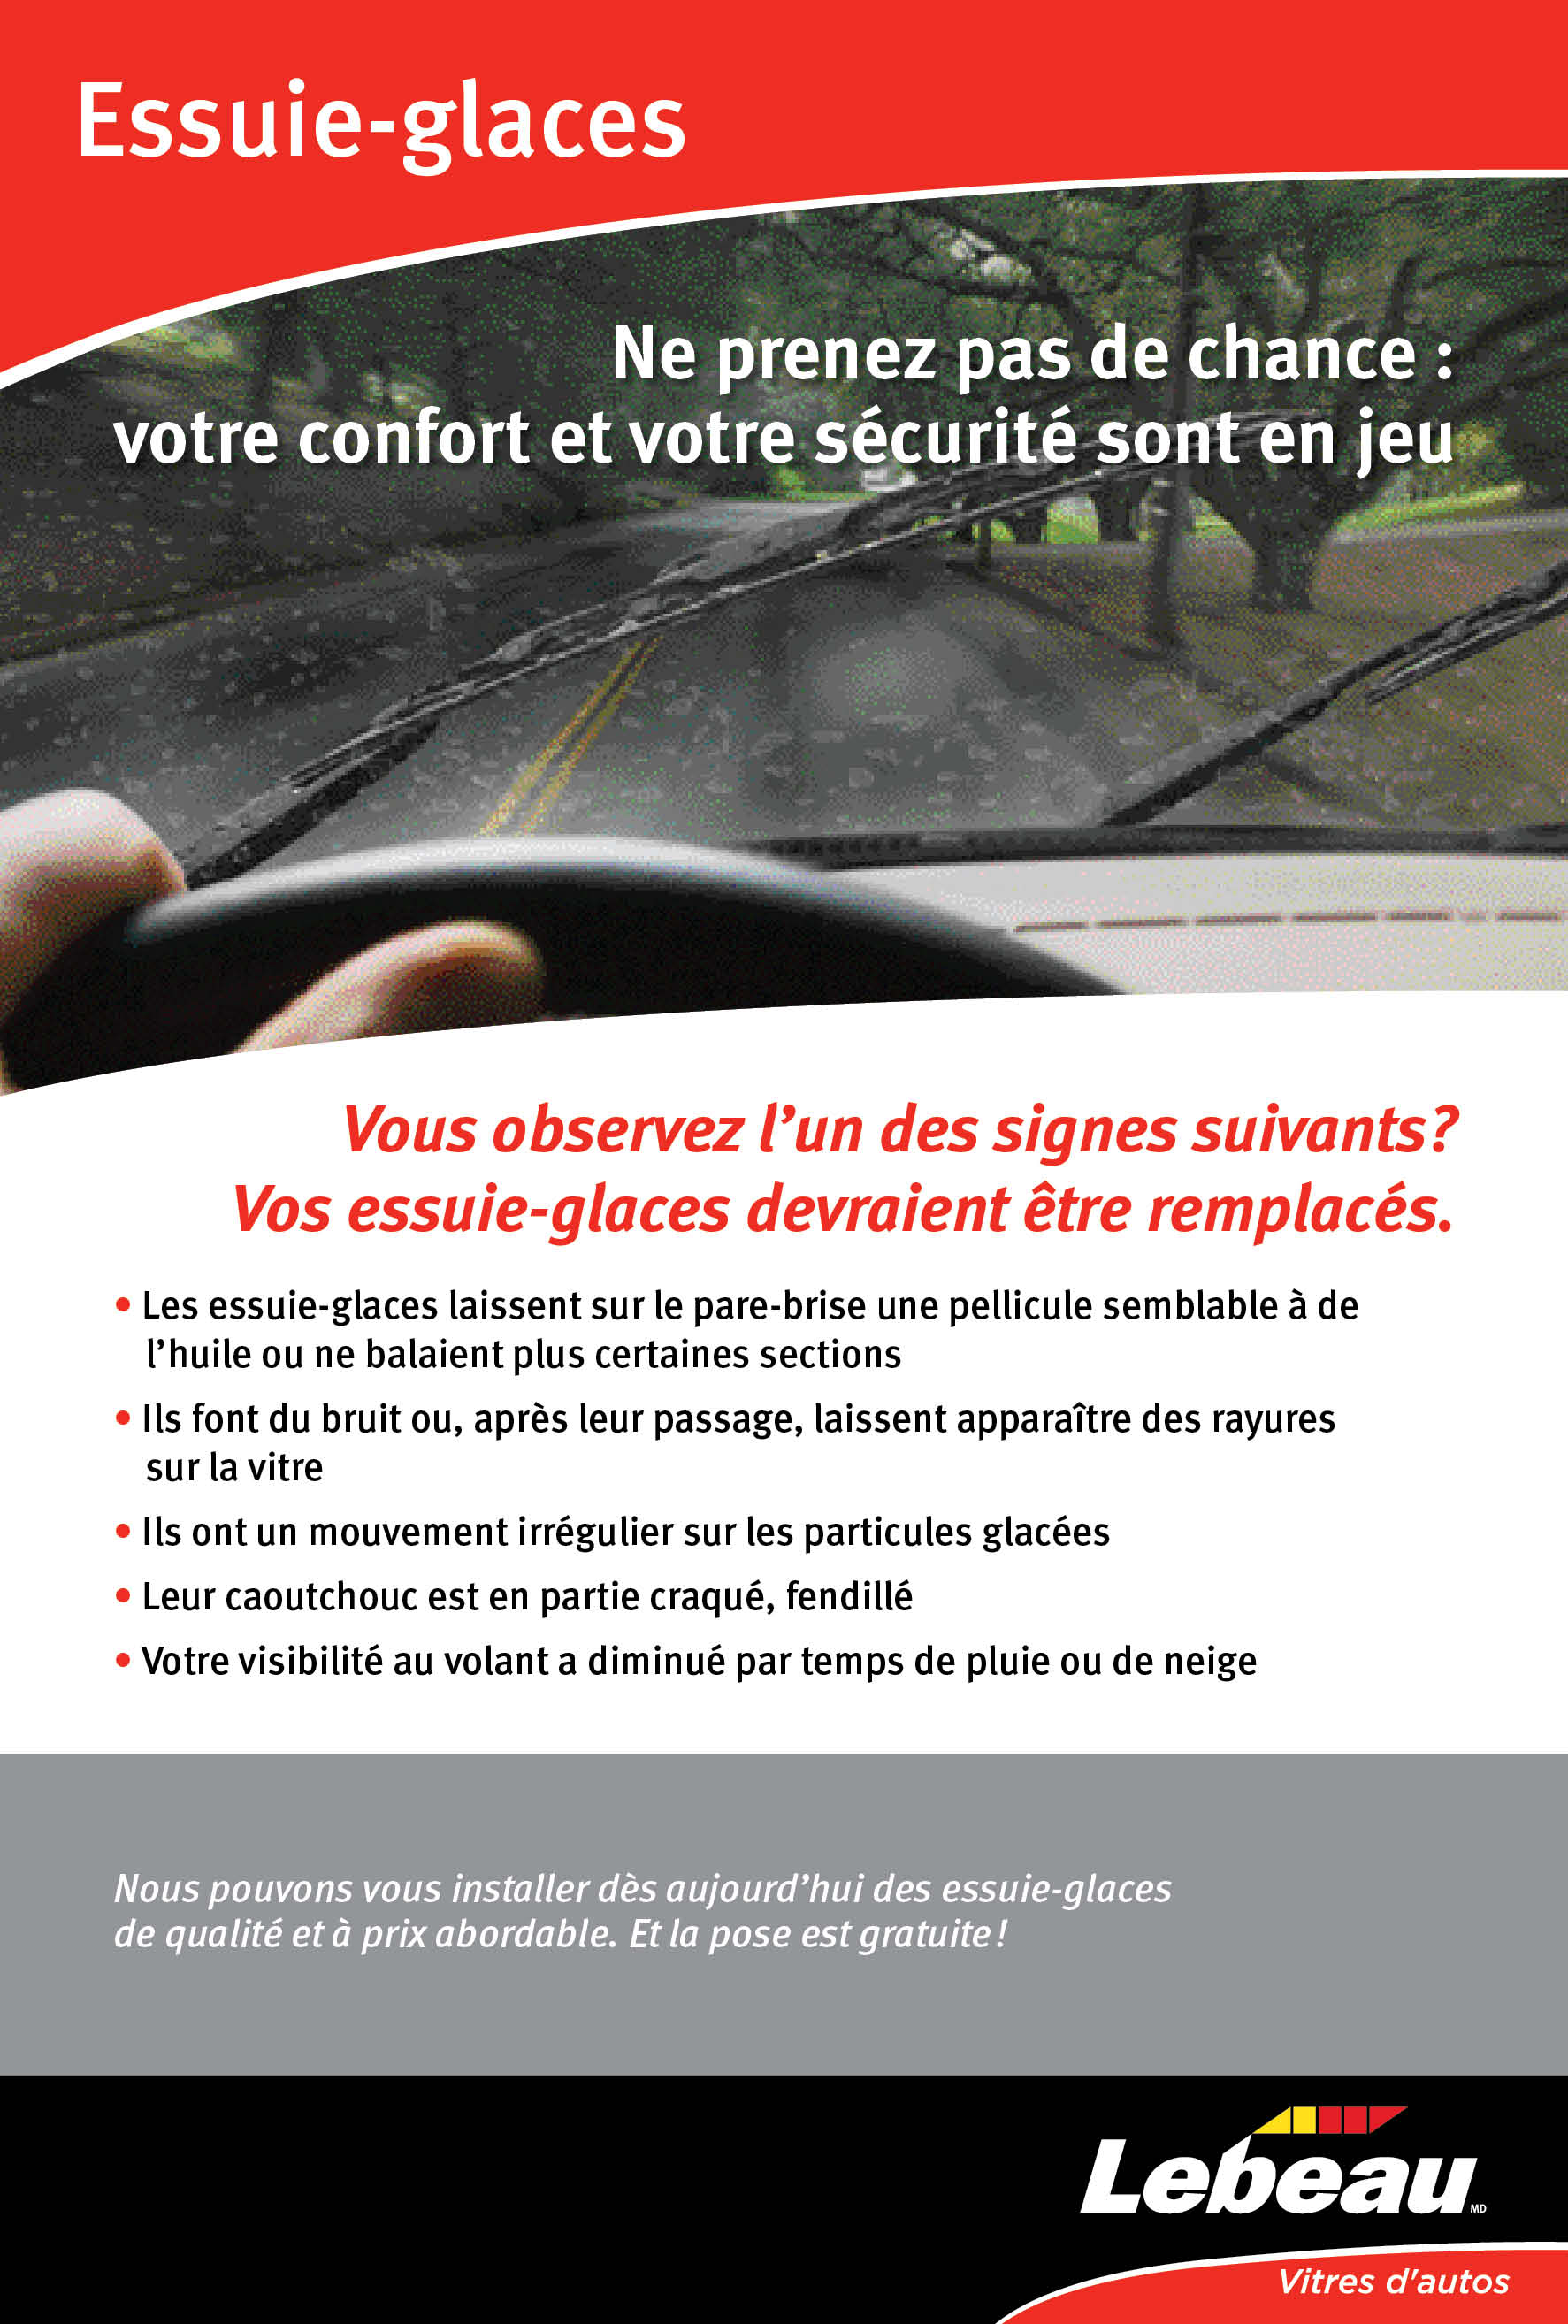 Essuie-glaces
Ne prenez pas de chance :
votre confort et votre sécurité sont en jeu
Vous observez l’un des signes suivants?
Vos essuie-glaces devraient être remplacés.
• Les essuie-glaces laissent sur le pare-brise une pellicule semblable à de
l’huile ou ne balaient plus certaines sections
• Ils font du bruit ou, après leur passage, laissent apparaître des rayures
sur la vitre
• Ils ont un mouvement irrégulier sur les particules glacées
• Leur caoutchouc est en partie craqué, fendillé
• Votre visibilité au volant a diminué par temps de pluie ou de neige
Nous pouvons vous installer dès aujourd’hui des essuie-glaces
de qualité et à prix abordable. Et la pose est gratuite !
Lebeau MD
Vitres d'autos